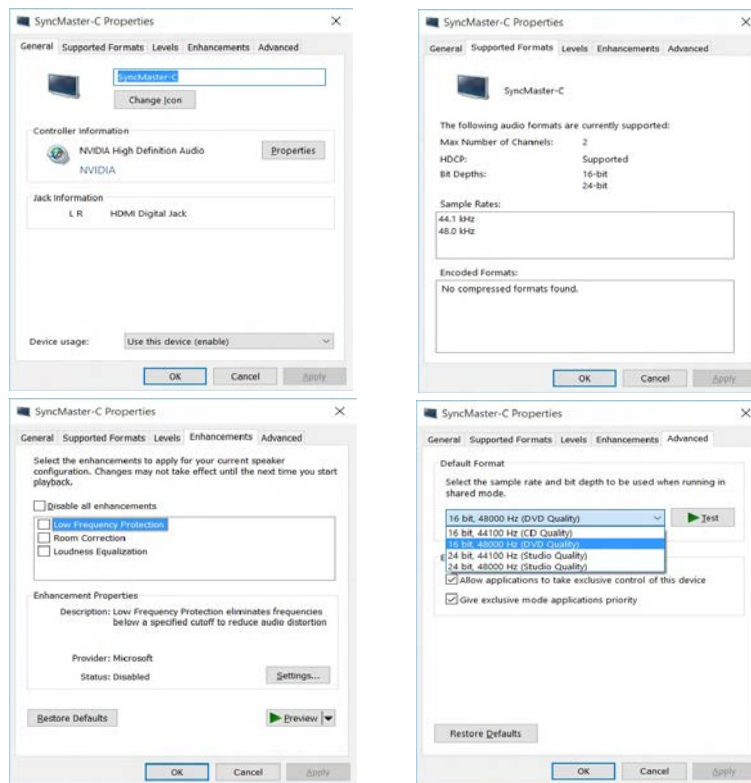 SyncMaster-C Properties
General Supported Formats Levels Enhancements Advanced
SyncMaster-C
Change Icon
Controller Information
NVIDIA High Definition Audio
Properties
NVIDIA
Jack Information
L R HDMI Digital Jack
Device usage: Use this device (enable)
OK Cancel Apply
SyncMaster-C Properties
General Supported Formats Levels Enhancements Advanced
SyncMaster-C
The following audio formats are currently supported:
Max Number of Channels: 2
HDCP: Supported
Bit Depths: 16-bit
24-bit
Sample Rates:
44.1 kHz
48.0 kHz
Encoded Formats:
No compressed formats found.
OK Cancel Apply
SyncMaster-C Properties
General Supported Formats Levels Enhancements Advanced
Select the enhancements to apply for your current speaker
configuration. Changes may not take effect until the next time you start
playback.
Disable all enhancements
Low Frequency Protection
Room Correction
Loudness Equalization
Enhancement Properties
Description: Low Frequency Protection eliminates frequencies
below a specified cutoff to reduce audio distortion
Provider: Microsoft
Status: Disabled
Settings...
Restore Defaults
Preview
OK Cancel Apply
SyncMaster-C Properties
General Supported Formats Levels Enhancements Advanced
Default Format
Select the sample rate and bit depth to be used when running in
shared mode.
16 bit, 48000 Hz (DVD Quality)
Test
16 bit, 44100 Hz (CD Quality)
16 bit, 48000 Hz (DVD Quality)
24 bit, 44100 Hz (Studio Quality)
24 bit, 48000 Hz (Studio Quality)
Allow applications to take exclusive control of this device
Give exclusive mode applications priority
Restore Defaults
OK Cancel Apply